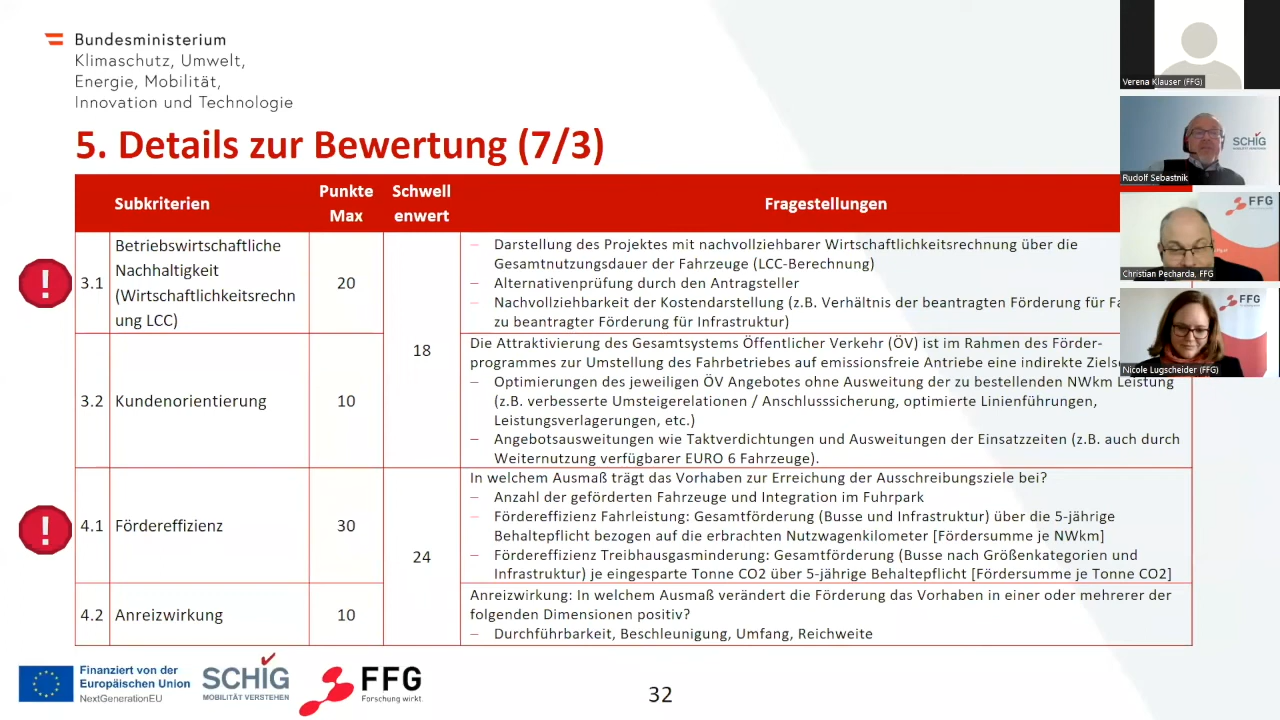 Bundesministerium
Klimaschutz, Umwelt,
Energie, Mobilität,
Innovation und Technologie
5. Details zur Bewertung (7/3)
Subkriterien
Punkte
Max
Schwell
enwert
Fragestellungen
3.1
Betriebswirtschaftliche
Nachhaltigkeit
(Wirtschaftlichkeitsrechn
ung LCC)
20
18
– Darstellung des Projektes mit nachvollziehbarer Wirtschaftlichkeitsrechnung über die
Gesamtnutzungsdauer der Fahrzeuge (LCC-Berechnung)
– Alternativenprüfung durch den Antragsteller
– Nachvollziehbarkeit der Kostendarstellung (z.B. Verhältnis der beantragten Förderung für
zu beantragter Förderung für Infrastruktur)
3.2
Kundenorientierung
10
Die Attraktivierung des Gesamtsystems Öffentlicher Verkehr (ÖV) ist im Rahmen des Förder-
programmes zur Umstellung des Fahrbetriebes auf emissionsfreie Antriebe eine indirekte
– Optimierungen des jeweiligen ÖV Angebotes ohne Ausweitung der zu bestellenden NWkm Leistung
(z.B. verbesserte Umsteigerelationen / Anschlusssicherung, optimierte Linienführungen,
Leistungsverlagerungen, etc.)
– Angebotsausweitungen wie Taktverdichtungen und Ausweitungen der Einsatzzeiten (z.B. auch durch
Weiternutzung verfügbarer EURO 6 Fahrzeuge).
4.1
Fördereffizienz
30
24
In welchem Ausmaß trägt das Vorhaben zur Erreichung der Ausschreibungsziele bei?
– Anzahl der geförderten Fahrzeuge und Integration im Fuhrpark
– Fördereffizienz Fahrleistung: Gesamtförderung (Busse und Infrastruktur) über die 5-jährige
Behaltepflicht bezogen auf die erbrachten Nutzwagenkilometer [Fördersumme je NWkm]
– Fördereffizienz Treibhausgasminderung: Gesamtförderung (Busse nach Größenkategorien und
Infrastruktur) je eingesparte Tonne CO2 über 5-jährige Behaltepflicht [Fördersumme je Tonne CO2]
4.2
Anreizwirkung
10
Anreizwirkung: In welchem Ausmaß verändert die Förderung das Vorhaben in einer oder mehrerer der
folgenden Dimensionen positiv?
– Durchführbarkeit, Beschleunigung, Umfang, Reichweite
!
!
Finanziert von der
Europäischen Union
NextGenerationEU
SCHIG
MOBILITÄT VERSTEHEN
FFG
Forschung wirkt.
32
Verena Klauser (FFG)
SCHIG
Rudolf Sebastnik
FFG
Christian Pecharda, FFG
FFG
Nicole Lugscheider (FFG)